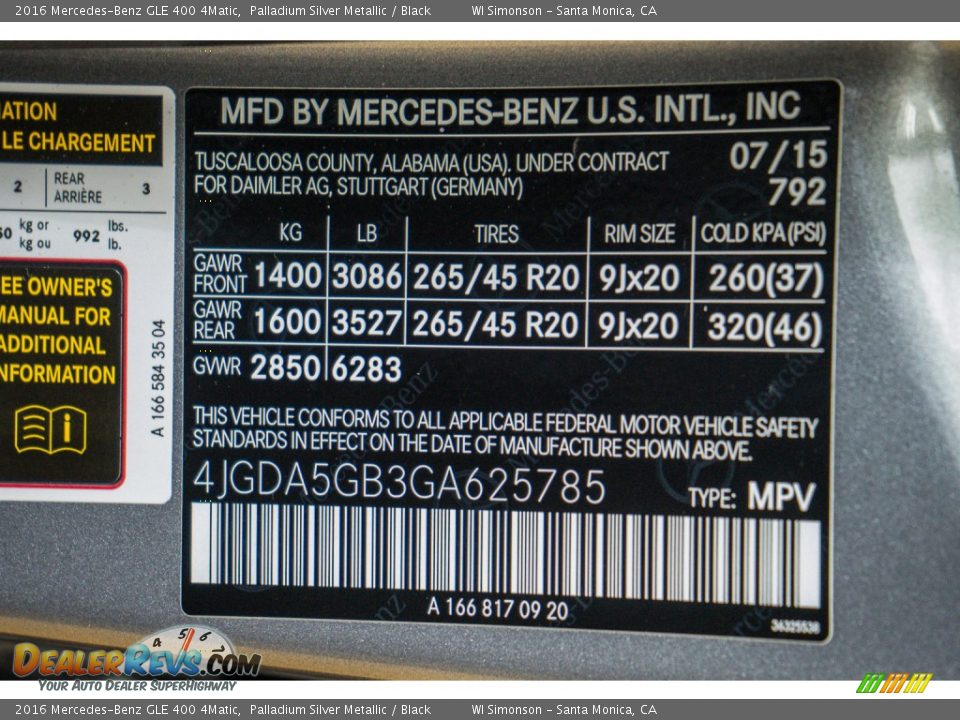 2016 Mercedes-Benz GLE 400 4Matic, Palladium Silver Metallic / Black WI Simonson - Santa Monica, CA
LE CHARGEMENT
2 REAR ARRIÈRE 3
kg or lbs.
kg ou 992 lb.
OWNER'S
FOR
A 166 584 35 04
MFD BY MERCEDES-BENZ U.S. INTL., INC
TUSCALOOSA COUNTY, ALABAMA (USA). UNDER CONTRACT 07/15
FOR DAIMLER AG, STUTTGART (GERMANY) 792
KG LB TIRES RIM SIZE COLD KPA(PSI)
GAWR FRONT 1400 3086 265/45 R20 9Jx20 260(37)
GAWR REAR 1600 3527 265/45 R20 9Jx20 320(46)
GWR 2850 6283
THIS VEHICLE CONFORMS TO ALL APPLICABLE FEDERAL MOTOR VEHICLE SAFETY
STANDARDS IN EFFECT ON THE DATE OF MANUFACTURE SHOWN ABOVE.
4JGDA5GB3GA625785 TYPE: MPV
A 166 817 09 20
4 5 6
DEALERREVS.COM
YOUR AUTO DEALER SUPERHIGHWAY
2016 Mercedes-Benz GLE 400 4Matic, Palladium Silver Metallic / Black WI Simonson - Santa Monica, CA